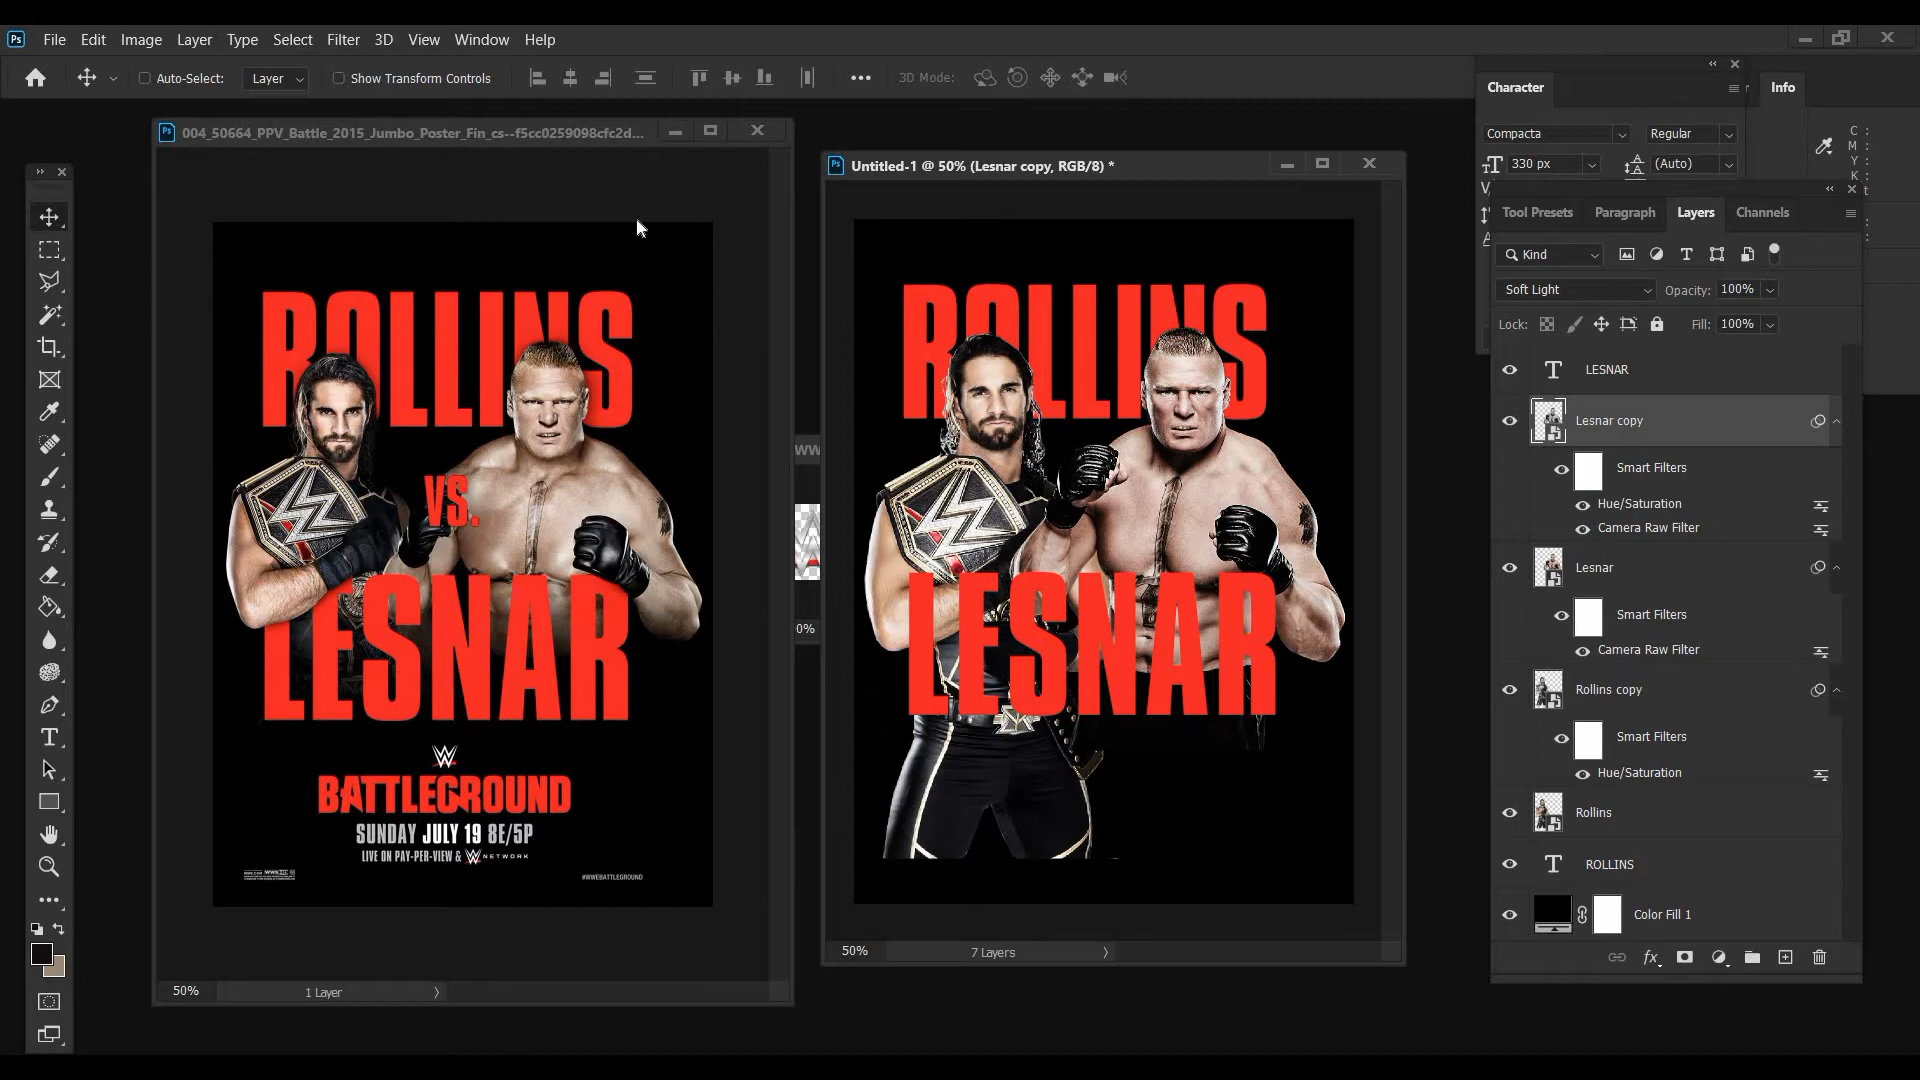 Ps File Edit Image Layer Type Select Filter 3D View Window Help
Auto-Select: Layer Show Transform Controls 3D Mode:
Ps 004_50664_PPV_Battle_2015_Jumbo_Poster_Fin_cs--f5cc0259098cfc2d...
ROLLINS
VS.
LESNAR
W
BATTLEGROUND
SUNDAY JULY 19 8E/5P
LIVE ON PAY-PER-VIEW & W NETWORK
#WWEBATTLEGROUND
50% 1 Layer
WW
0%
Ps Untitled-1 @ 50% (Lesnar copy, RGB/8) *
ROLLINS
LESNAR
50% 7 Layers
Character
Info
Compacta Regular
330 px (Auto)
C :
M :
Y :
K :
Tool Presets Paragraph Layers Channels
Kind
Soft Light Opacity: 100%
Lock: Fill: 100%
T LESNAR
Lesnar copy
Smart Filters
Hue/Saturation
Camera Raw Filter
Lesnar
Smart Filters
Camera Raw Filter
Rollins copy
Smart Filters
Hue/Saturation
Rollins
T ROLLINS
Color Fill 1
fx